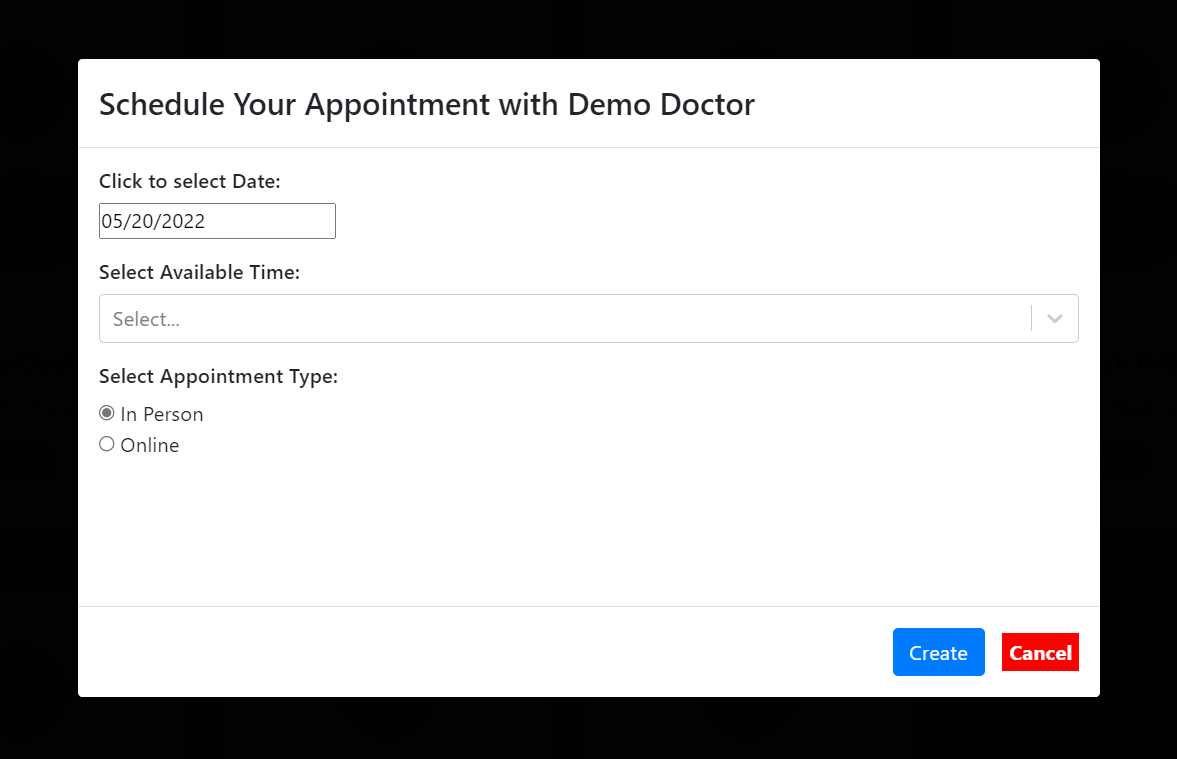 Schedule Your Appointment with Demo Doctor
Click to select Date:
05/20/2022
Select Available Time:
Select...
Select Appointment Type:
In Person
Online
Create
Cancel